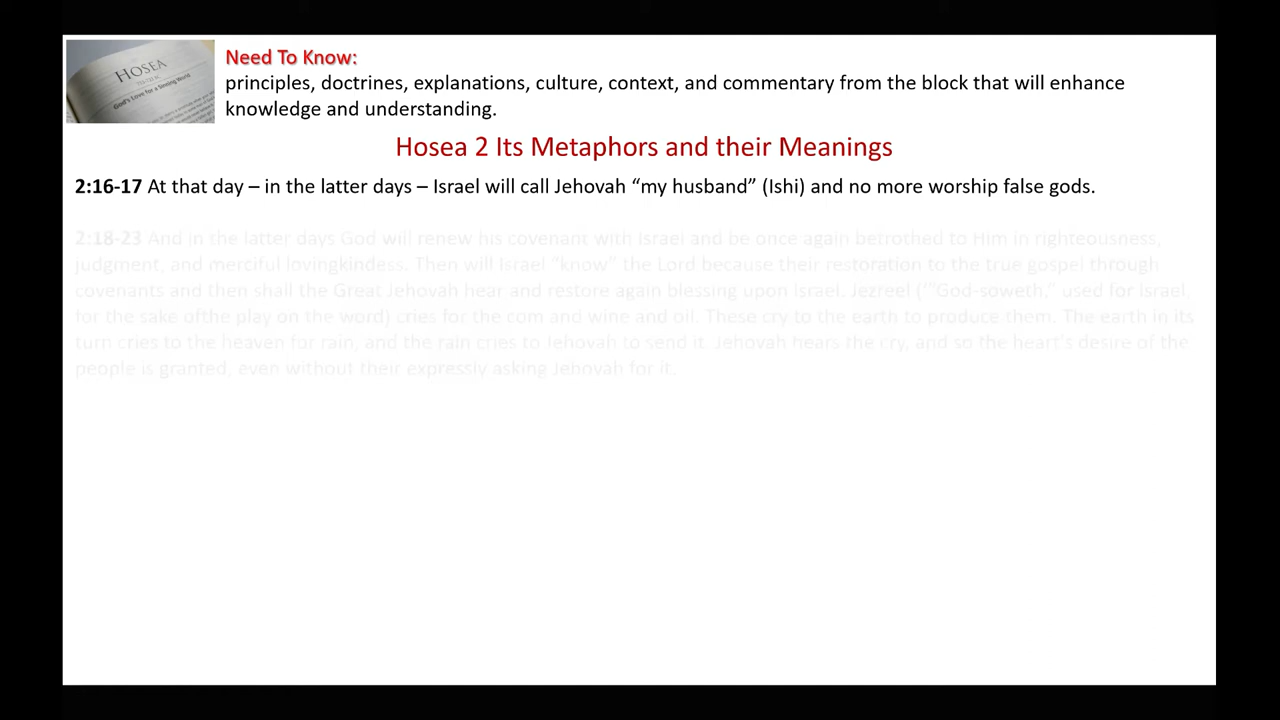 HOSEA
God's Love for a Sinning World
Need To Know:
principles, doctrines, explanations, culture, context, and commentary from the block that will enhance
knowledge and understanding.
Hosea 2 Its Metaphors and their Meanings
2:16-17 At that day – in the latter days – Israel will call Jehovah “my husband” (Ishi) and no more worship false gods.
2:18-23 And in the latter days God will renew his covenant with Israel and be once again betrothed to Him in righteousness,
judgment, and merciful lovingkindess. Then will Israel “know” the Lord because their restoration to the true gospel through
covenants and then shall the Great Jehovah hear and restore again blessing upon Israel. Jezreel (‘“God-soweth,” used for Israel,
for the sake ofthe play on the word) cries for the corn and wine and oil. These cry to the earth to produce them. The earth in its
turn cries to the heaven for rain, and the rain cries to Jehovah to send it. Jehovah hears the cry, and so the heart's desire of the
people is granted, even without their expressly asking Jehovah for it.